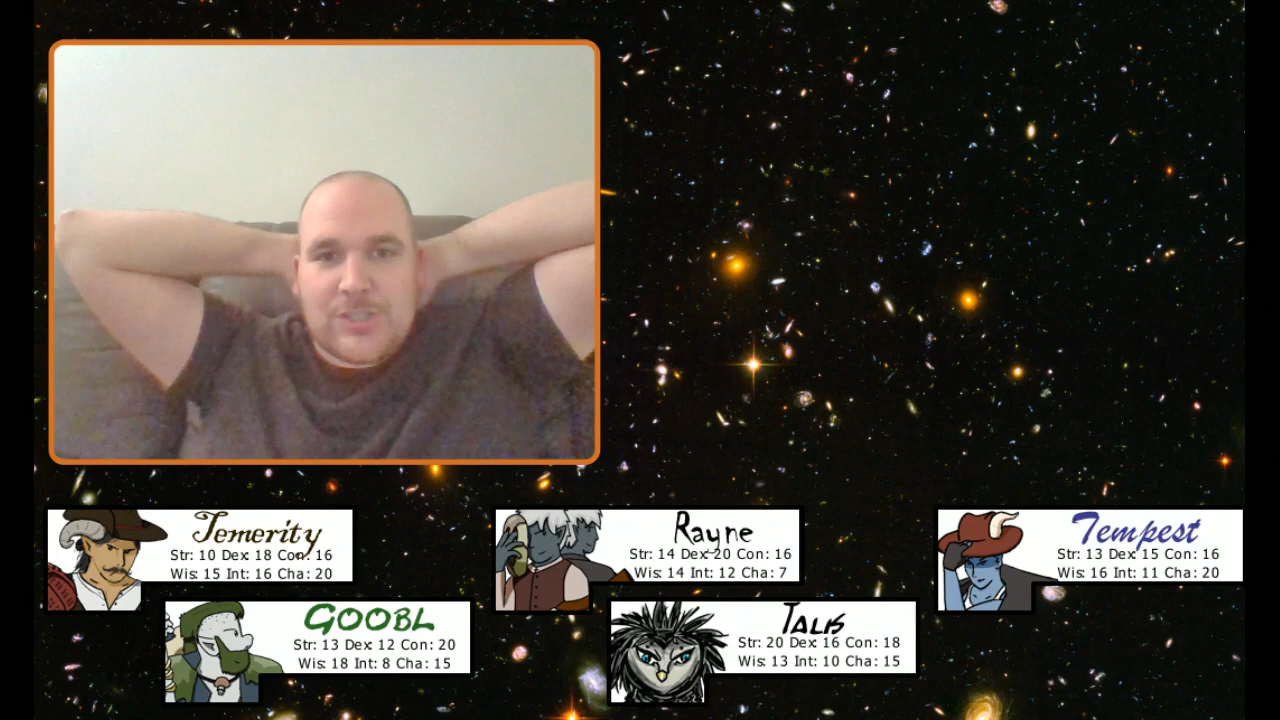 Temerity
Str: 10 Dex: 18 Con: 16
Wis: 15 Int: 16 Cha: 20
Rayne
Str: 14 Dex: 20 Con: 16
Wis: 14 Int: 12 Cha: 7
Tempest
Str: 13 Dex: 15 Con: 16
Wis: 16 Int: 11 Cha: 20
GOOBL
Str: 13 Dex: 12 Con: 20
Wis: 18 Int: 8 Cha: 15
TALIS
Str: 20 Dex: 16 Con: 18
Wis: 13 Int: 10 Cha: 15